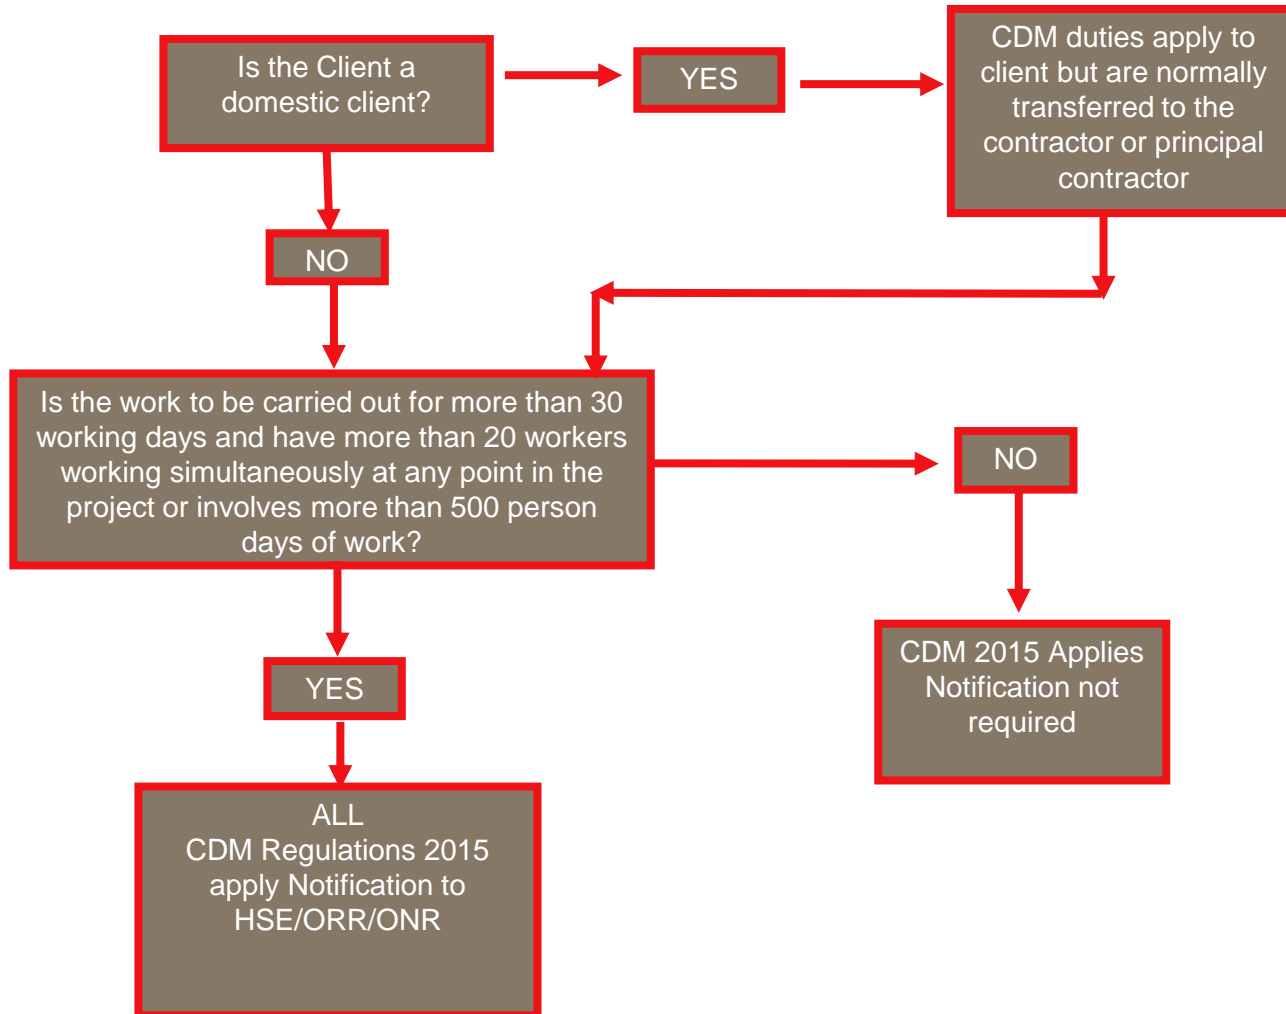 Is the Client a
domestic client?
YES
CDM duties apply to
client but are normally
transferred to the
contractor or principal
contractor
NO
Is the work to be carried out for more than 30
working days and have more than 20 workers
working simultaneously at any point in the
project or involves more than 500 person
days of work?
NO
YES
CDM 2015 Applies
Notification not
required
ALL
CDM Regulations 2015
apply Notification to
HSE/ORR/ONR